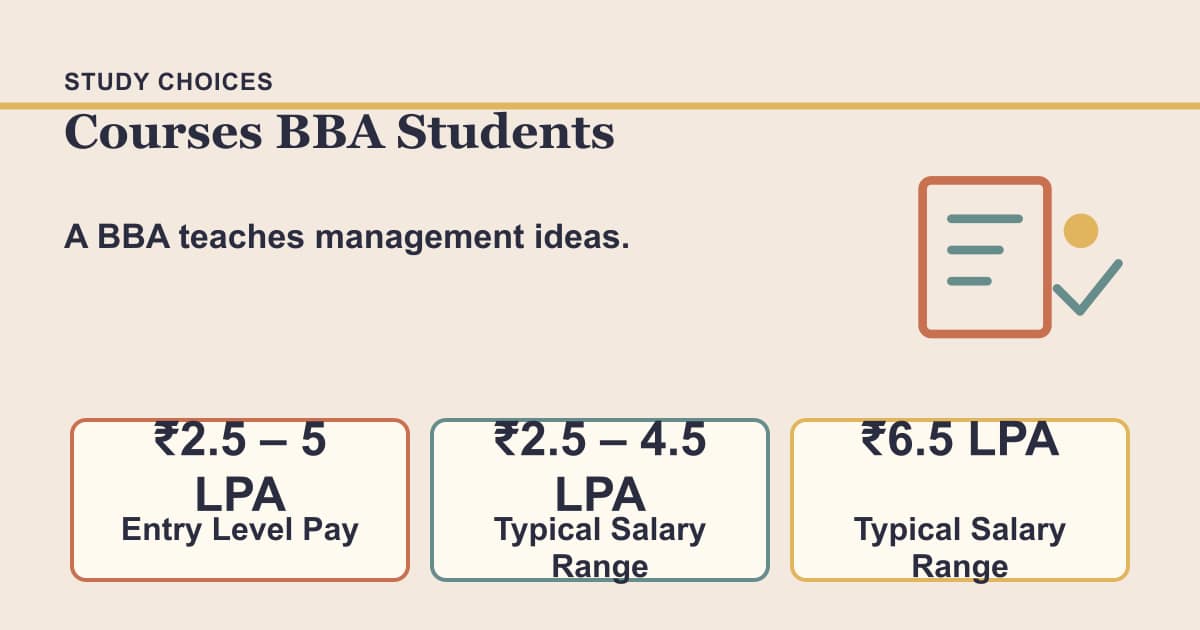 STUDY CHOICES
Courses BBA Students
A BBA teaches management ideas.
₹2.5 – 5
LPA
Entry Level Pay
₹2.5 – 4.5
LPA
Typical Salary
Range
₹6.5 LPA
Typical Salary
Range